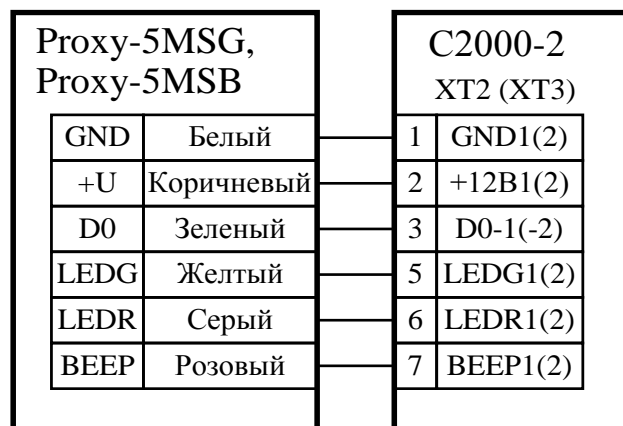 Proxy-5MSG,
Proxy-5MSB
C2000-2
XT2 (XT3)
GND Белый 1 GND1(2)
+U Коричневый 2 +12В1(2)
D0 Зеленый 3 D0-1(-2)
LEDG Желтый 5 LEDG1(2)
LEDR Серый 6 LEDR1(2)
BEEP Розовый 7 BEEP1(2)